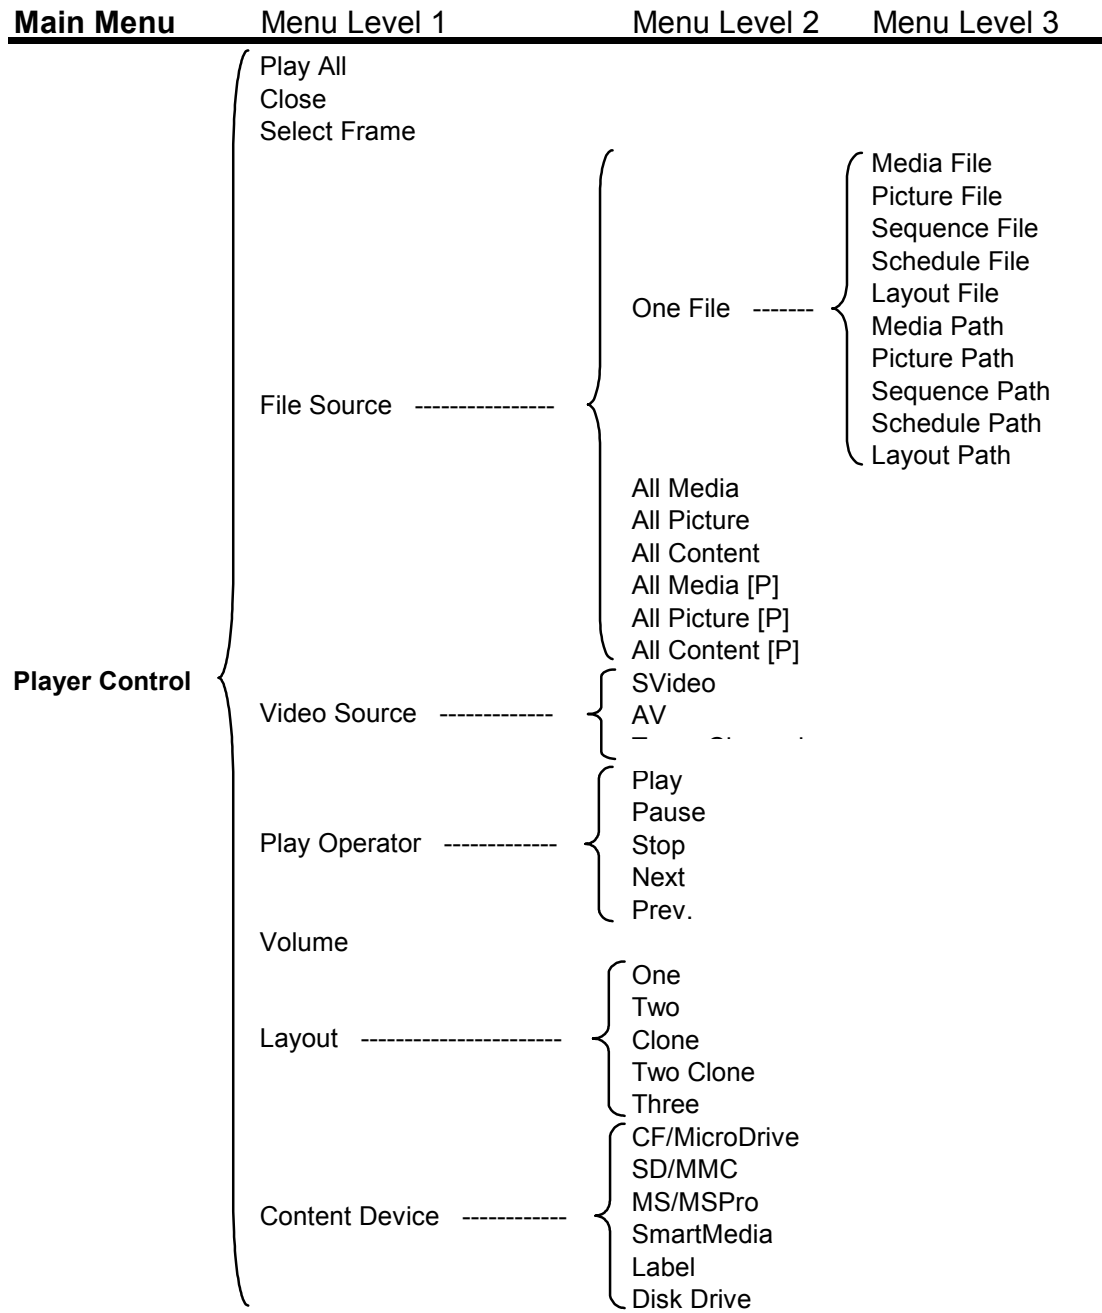 Main Menu Menu Level 1 Menu Level 2 Menu Level 3
Play All
Close
Select Frame
Media File
Picture File
Sequence File
Schedule File
One File ------- Layout File
Media Path
Picture Path
File Source ---------------- Sequence Path
Schedule Path
Layout Path
All Media
All Picture
All Content
All Media [P]
All Picture [P]
All Content [P]
Player Control
SVideo
Video Source ------------- AV
Play
Pause
Play Operator ------------- Stop
Next
Prev.
Volume
One
Two
Layout ----------------------- Clone
Two Clone
Three
CF/MicroDrive
SD/MMC
MS/MSPro
Content Device ------------ SmartMedia
Label
Disk Drive